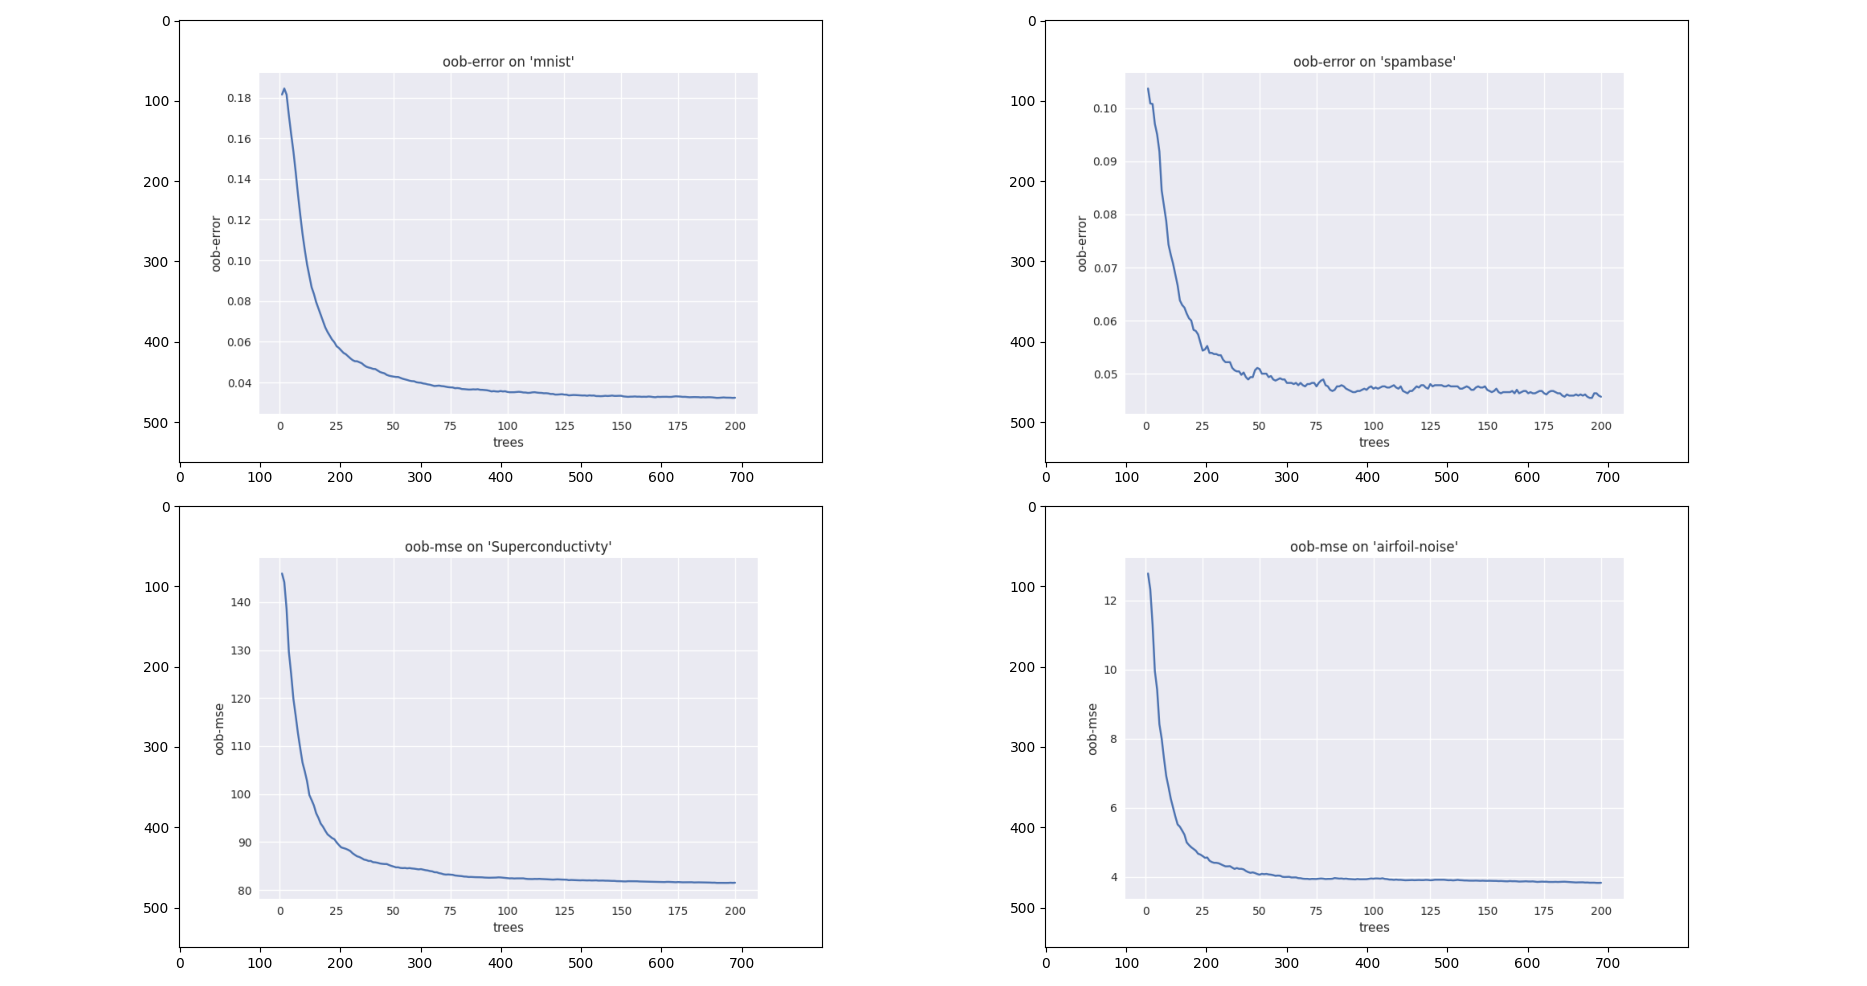 oob-error on 'mnist'
0.18
0.16
0.14
0.12
0.10
0.08
0.06
0.04
oob-error
0 25 50 75 100 125 150 175 200
trees
0
100
200
300
400
500
0 100 200 300 400 500 600 700
oob-error on 'spambase'
0.10
0.09
0.08
0.07
0.06
0.05
oob-error
0 25 50 75 100 125 150 175 200
trees
0
100
200
300
400
500
0 100 200 300 400 500 600 700
oob-mse on 'Superconductivty'
140
130
120
110
100
90
80
oob-mse
0 25 50 75 100 125 150 175 200
trees
0
100
200
300
400
500
0 100 200 300 400 500 600 700
oob-mse on 'airfoil-noise'
12
10
8
6
4
oob-mse
0 25 50 75 100 125 150 175 200
trees
0
100
200
300
400
500
0 100 200 300 400 500 600 700